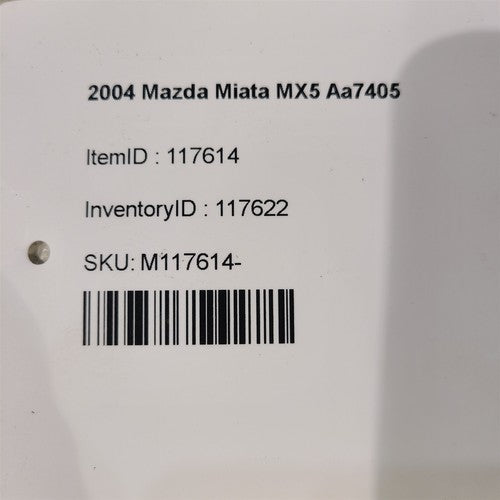 2004 Mazda Miata MX5 Aa7405
ItemID : 117614
InventoryID : 117622
SKU: M117614-